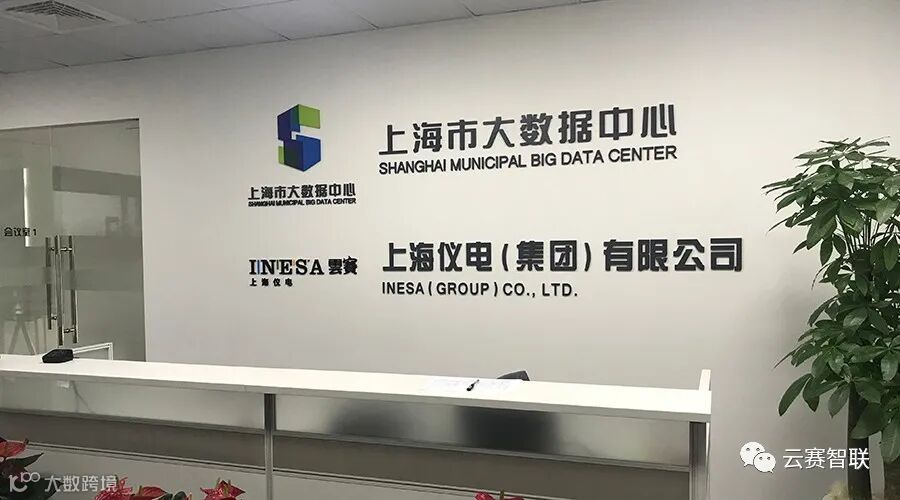 上海市大数据中心
SHANGHAI MUNICIPAL BIG DATA CENTER
上海市大数据中心
SHANGHAI MUNICIPAL BIG DATA CENTER
会议室1
INESA 雲赛
上海仪电
上海仪电(集团)有限公司
INESA(GROUP)CO.,LTD.
云赛智联
大数跨境